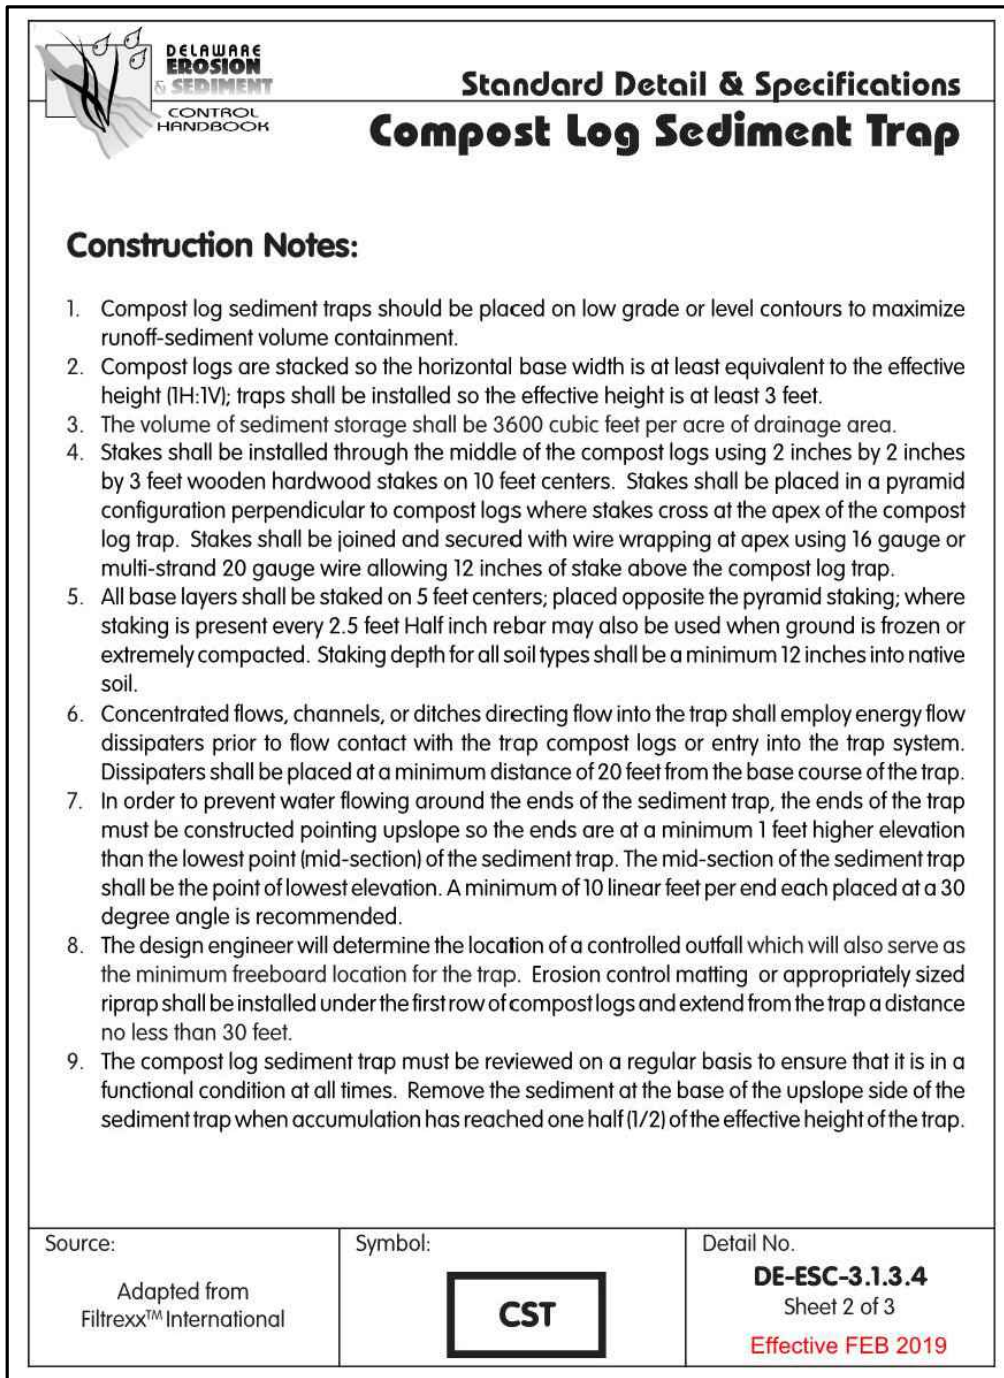 DELAWARE
EROSION
& SEDIMENT
CONTROL
HANDBOOK
Standard Detail & Specifications
Compost Log Sediment Trap
Construction Notes:
1. Compost log sediment traps should be placed on low grade or level contours to maximize
runoff-sediment volume containment.
2. Compost logs are stacked so the horizontal base width is at least equivalent to the effective
height (1H:1V); traps shall be installed so the effective height is at least 3 feet.
3. The volume of sediment storage shall be 3600 cubic feet per acre of drainage area.
4. Stakes shall be installed through the middle of the compost logs using 2 inches by 2 inches
by 3 feet wooden hardwood stakes on 10 feet centers. Stakes shall be placed in a pyramid
configuration perpendicular to compost logs where stakes cross at the apex of the compost
log trap. Stakes shall be joined and secured with wire wrapping at apex using 16 gauge or
multi-strand 20 gauge wire allowing 12 inches of stake above the compost log trap.
5. All base layers shall be staked on 5 feet centers; placed opposite the pyramid staking; where
staking is present every 2.5 feet Half inch rebar may also be used when ground is frozen or
extremely compacted. Staking depth for all soil types shall be a minimum 12 inches into native
soil.
6. Concentrated flows, channels, or ditches directing flow into the trap shall employ energy flow
dissipaters prior to flow contact with the trap compost logs or entry into the trap system.
Dissipaters shall be placed at a minimum distance of 20 feet from the base course of the trap.
7. In order to prevent water flowing around the ends of the sediment trap, the ends of the trap
must be constructed pointing upslope so the ends are at a minimum 1 feet higher elevation
than the lowest point (mid-section) of the sediment trap. The mid-section of the sediment trap
shall be the point of lowest elevation. A minimum of 10 linear feet per end each placed at a 30
degree angle is recommended.
8. The design engineer will determine the location of a controlled outfall which will also serve as
the minimum freeboard location for the trap. Erosion control matting or appropriately sized
riprap shall be installed under the first row of compost logs and extend from the trap a distance
no less than 30 feet.
9. The compost log sediment trap must be reviewed on a regular basis to ensure that it is in a
functional condition at all times. Remove the sediment at the base of the upslope side of the
sediment trap when accumulation has reached one half (1/2) of the effective height of the trap.
Source:
Adapted from
Filtrexx™ International
Symbol:
CST
Detail No.
DE-ESC-3.1.3.4
Sheet 2 of 3
Effective FEB 2019